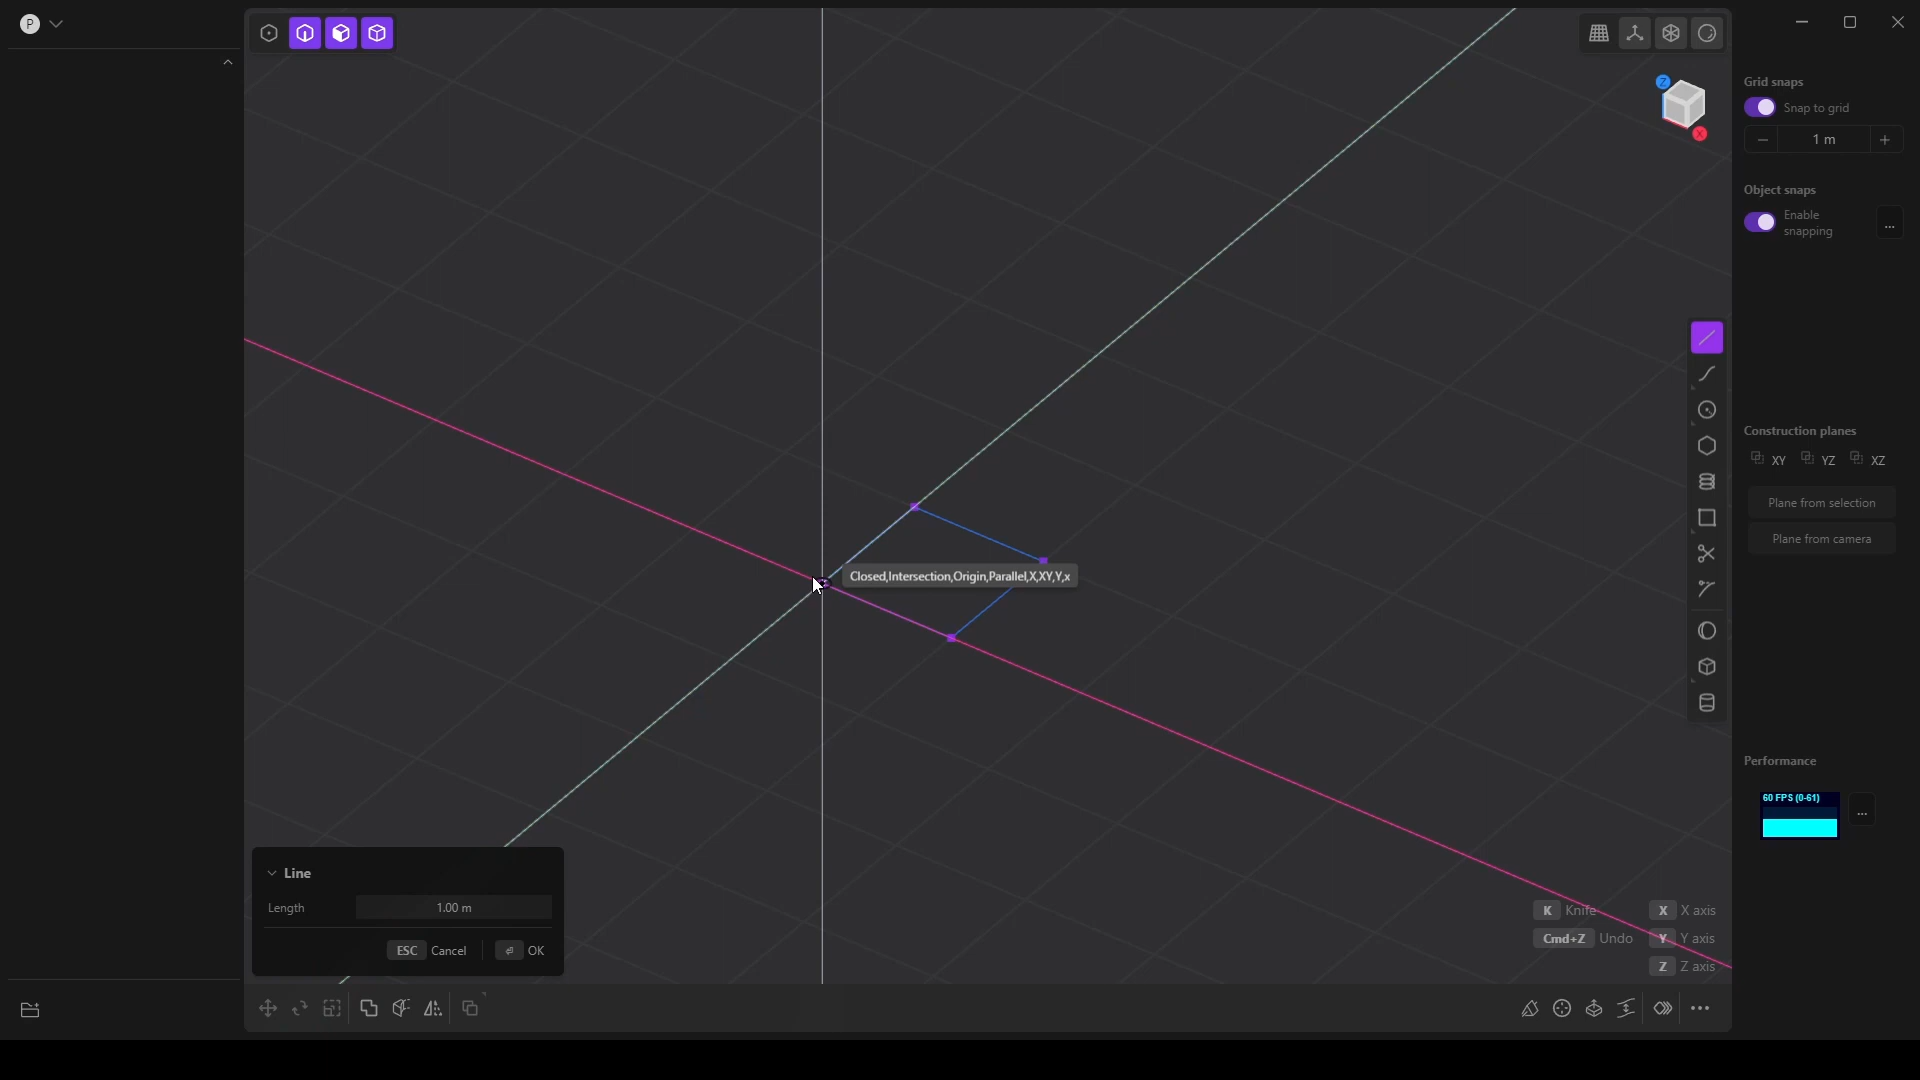 P
Z
X
Grid snaps
Snap to grid
1 m
Object snaps
Enable
snapping
...
Closed,Intersection,Origin,Parallel,X,XY,Y,x
Construction planes
XY YZ XZ
Plane from selection
Plane from camera
Performance
60 FPS (0-61)
...
Line
Length 1.00 m
ESC Cancel OK
K Knife X X axis
Cmd+Z Undo Y Y axis
Z Z axis